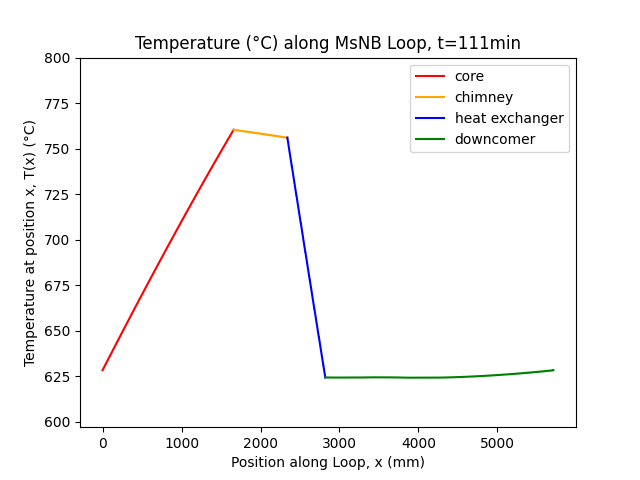 Temperature (°C) along MsNB Loop, t=111min
Temperature at position x, T(x) (°C)
800
775
750
725
700
675
650
625
600
core
chimney
heat exchanger
downcomer
0 1000 2000 3000 4000 5000
Position along Loop, x (mm)